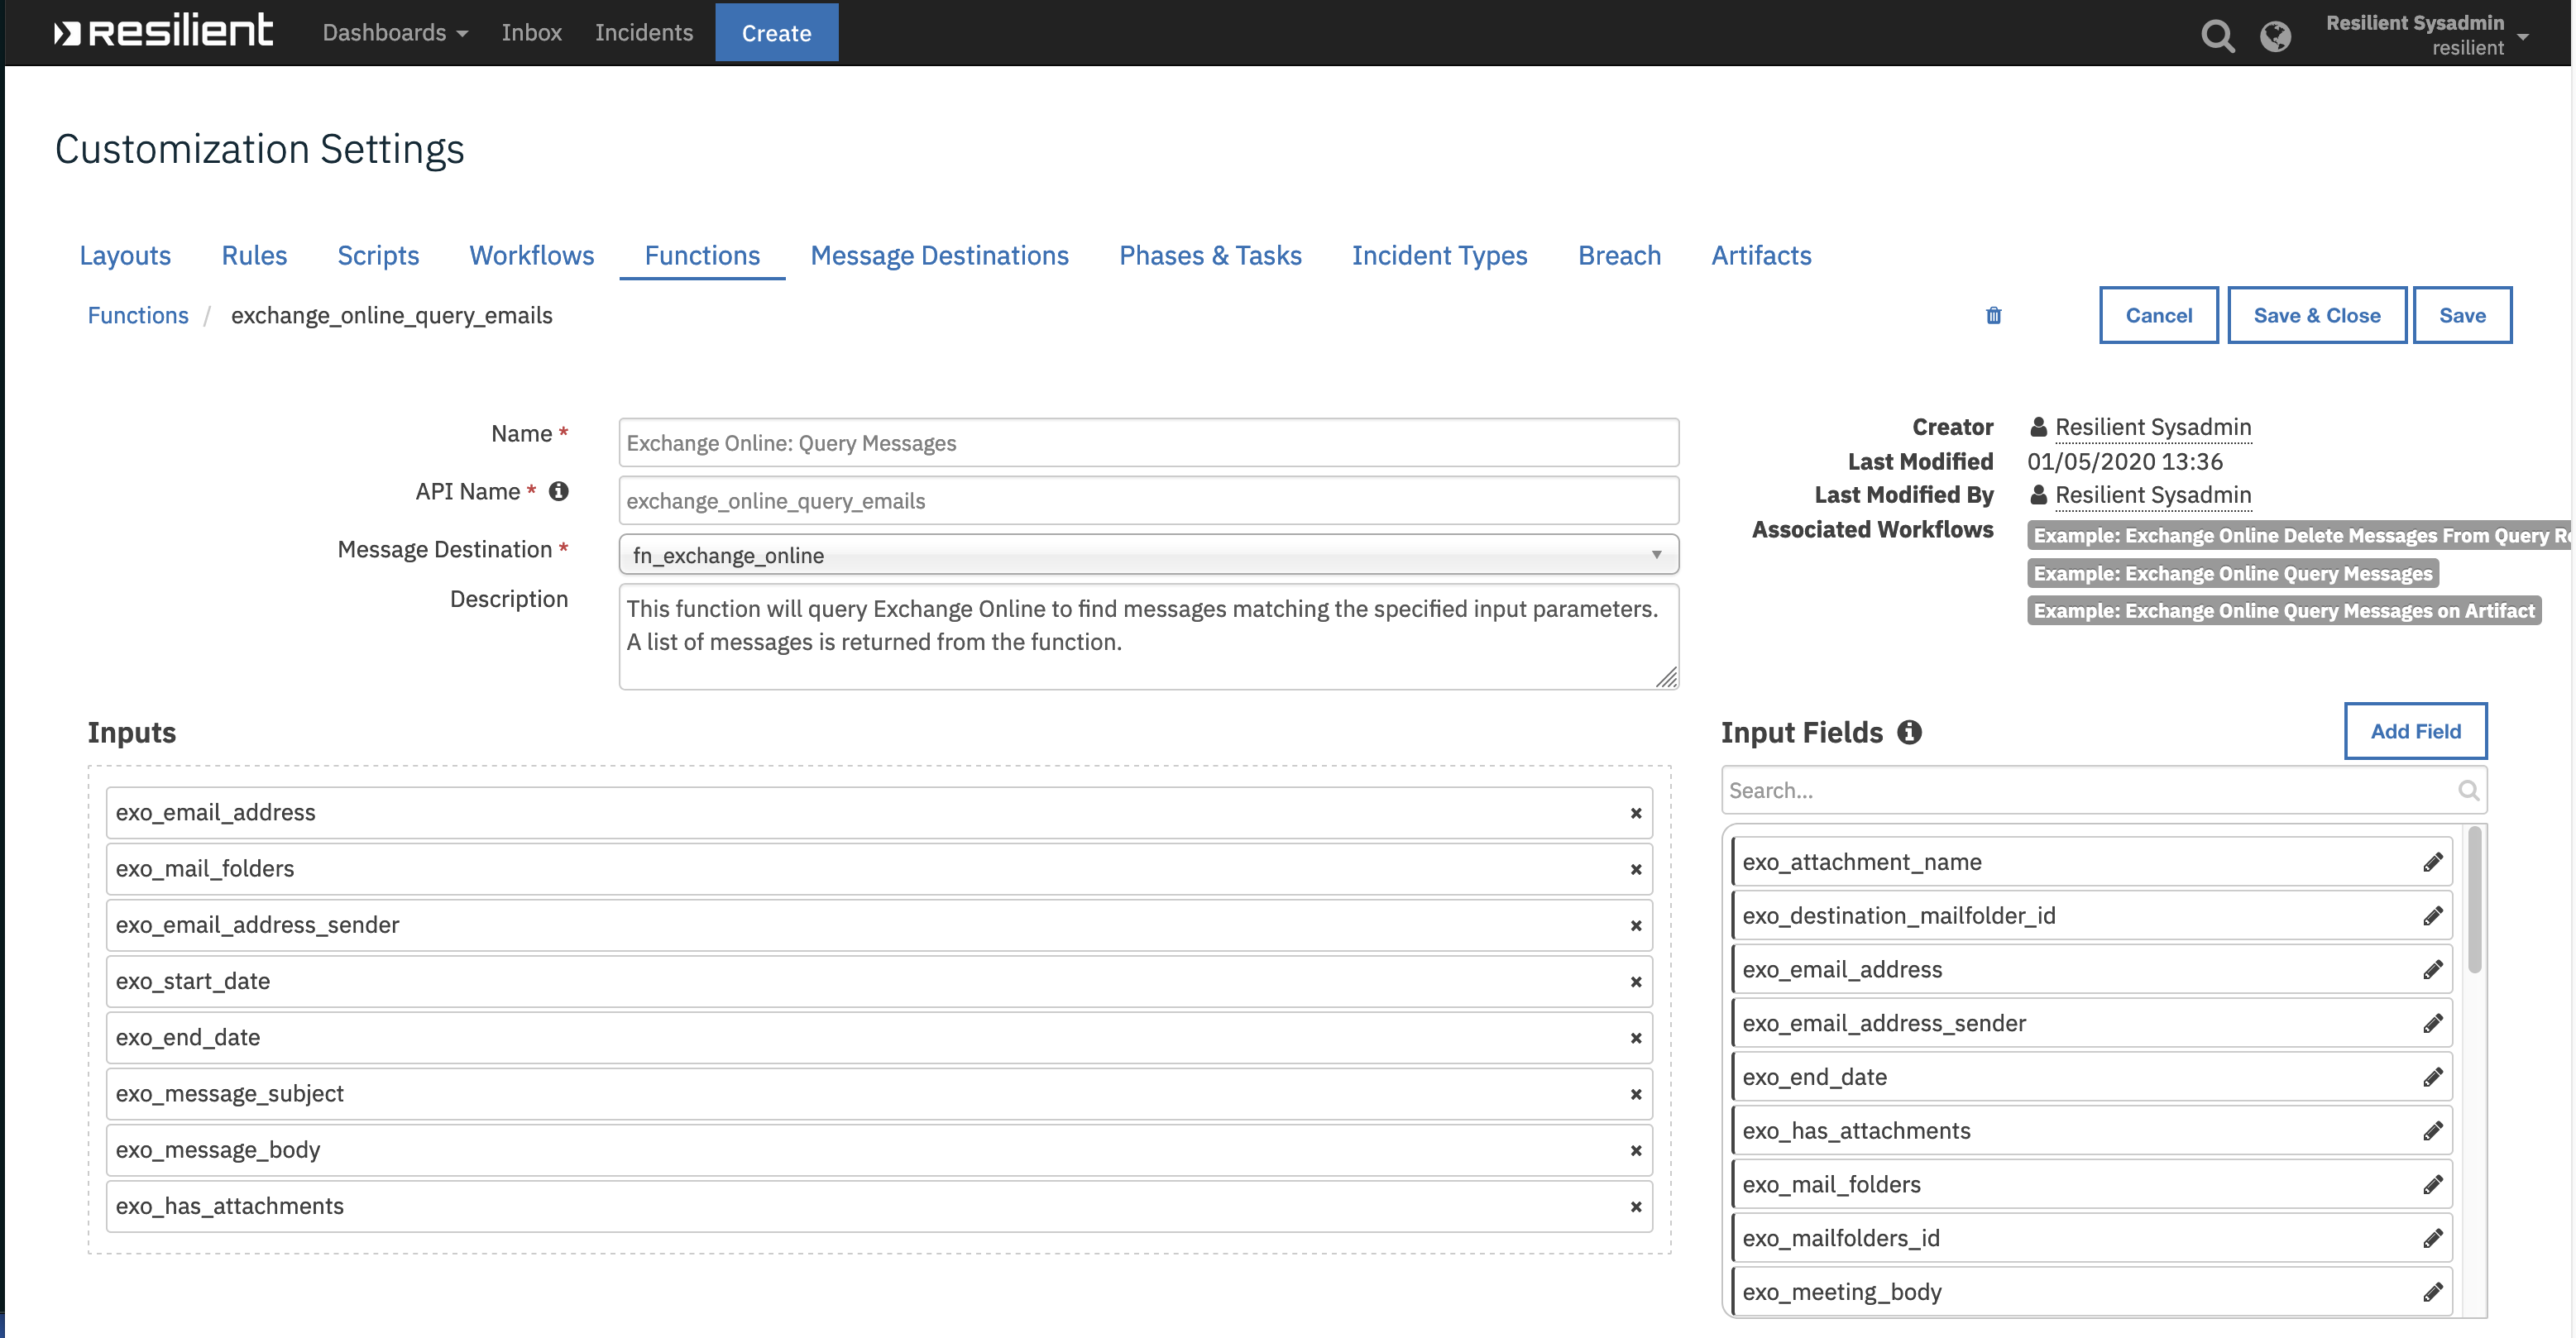 Resilient
Dashboards Inbox Incidents Create
Resilient Sysadmin
resilient
Customization Settings
Layouts Rules Scripts Workflows Functions Message Destinations Phases & Tasks Incident Types Breach Artifacts
Functions / exchange_online_query_emails
Cancel Save & Close Save
Name *
Exchange Online: Query Messages
API Name *
exchange_online_query_emails
Message Destination *
fn_exchange_online
Description
This function will query Exchange Online to find messages matching the specified input parameters.
A list of messages is returned from the function.
Creator Resilient Sysadmin
Last Modified 01/05/2020 13:36
Last Modified By Resilient Sysadmin
Associated Workflows Example: Exchange Online Delete Messages From Query
Example: Exchange Online Query Messages
Example: Exchange Online Query Messages on Artifact
Inputs
exo_email_address
exo_mail_folders
exo_email_address_sender
exo_start_date
exo_end_date
exo_message_subject
exo_message_body
exo_has_attachments
Input Fields
Add Field
Search...
exo_attachment_name
exo_destination_mailfolder_id
exo_email_address
exo_email_address_sender
exo_end_date
exo_has_attachments
exo_mail_folders
exo_mailfolders_id
exo_meeting_body